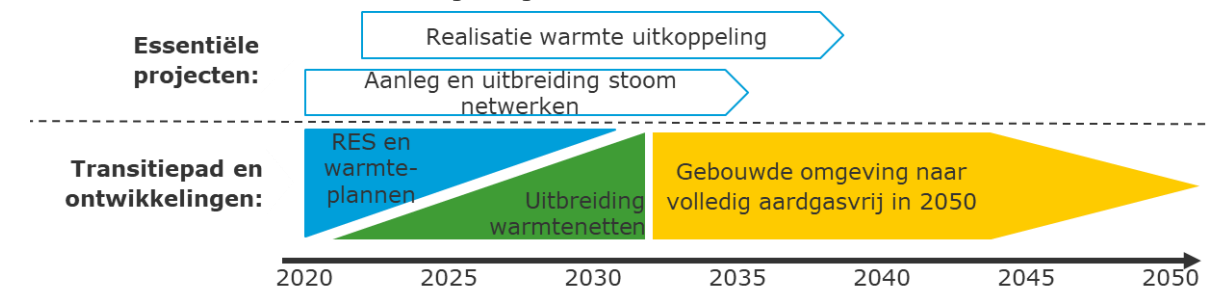 Essentiële
projecten:
Realisatie warmte uitkoppeling
Aanleg en uitbreiding stoom
netwerken
Transitiepad en
ontwikkelingen:
RES en
warmte-
plannen
Uitbreiding
warmtenetten
Gebouwde omgeving naar
volledig aardgasvrij in 2050
2020 2025 2030 2035 2040 2045 2050